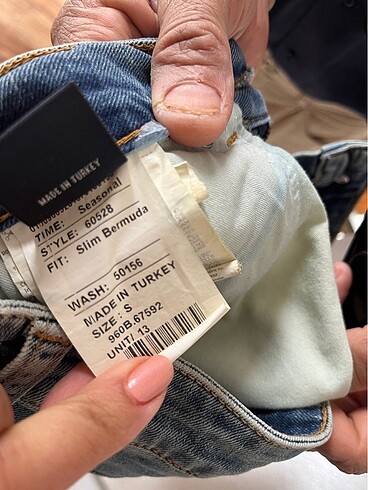 MADE IN TURKEY
TIME: Seasonal
STYLE: 60528
FIT: Slim Bermuda
WASH: 50156
MADE IN TURKEY
SIZE: S
960B.67592
UNIT/ 13